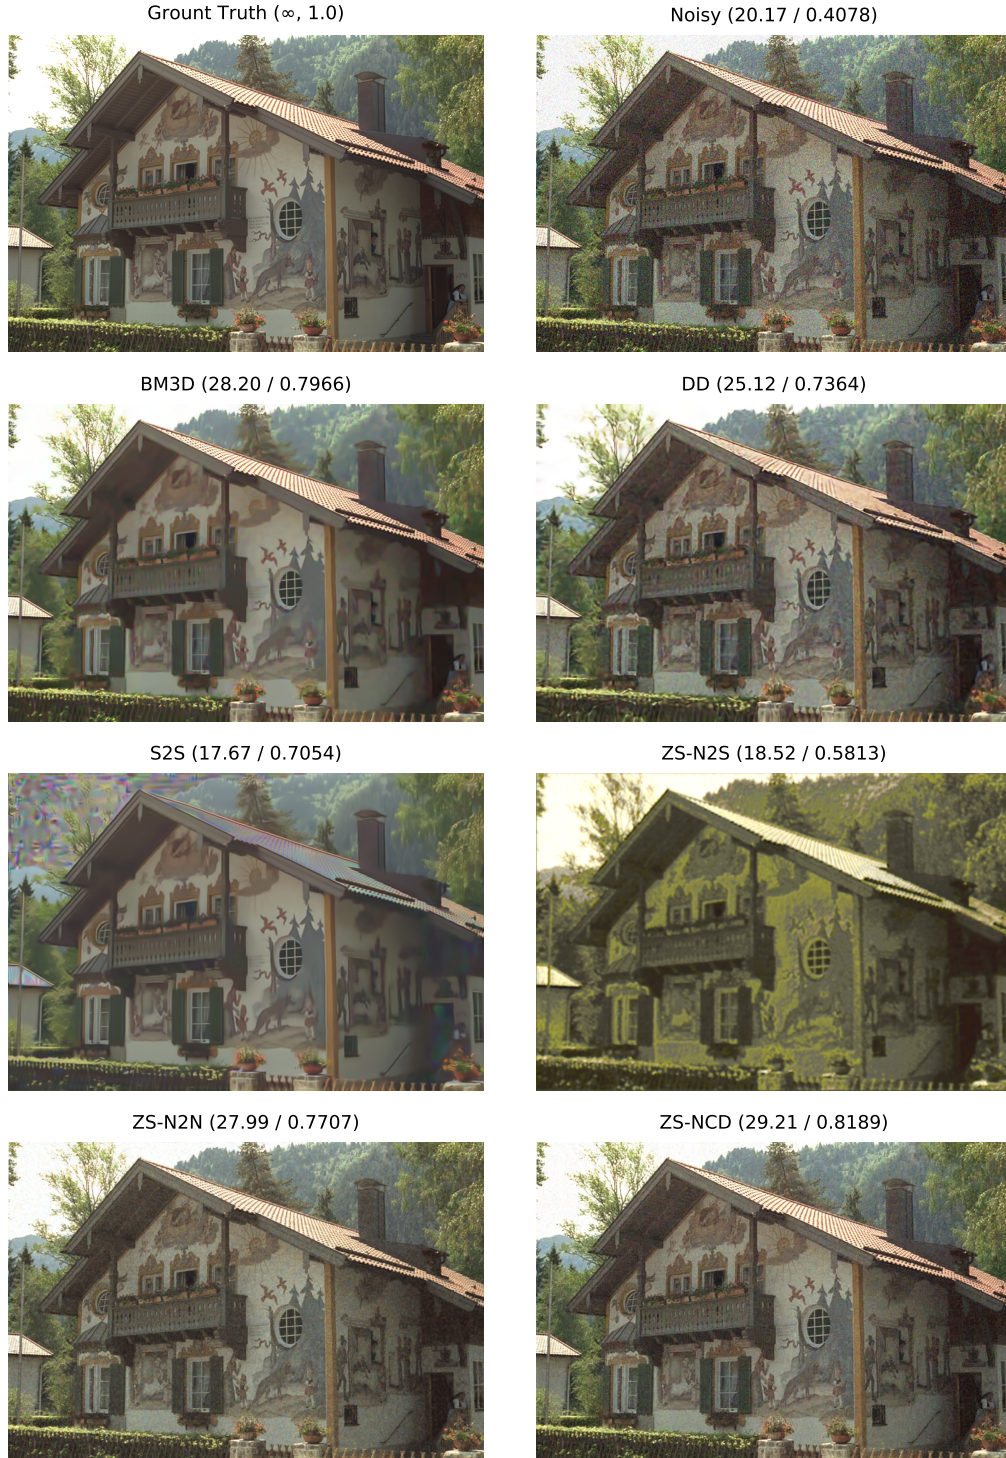 Grount Truth (∞, 1.0)
Noisy (20.17 / 0.4078)
BM3D (28.20 / 0.7966)
DD (25.12 / 0.7364)
S2S (17.67 / 0.7054)
ZS-N2S (18.52 / 0.5813)
ZS-N2N (27.99 / 0.7707)
ZS-NCD (29.21 / 0.8189)